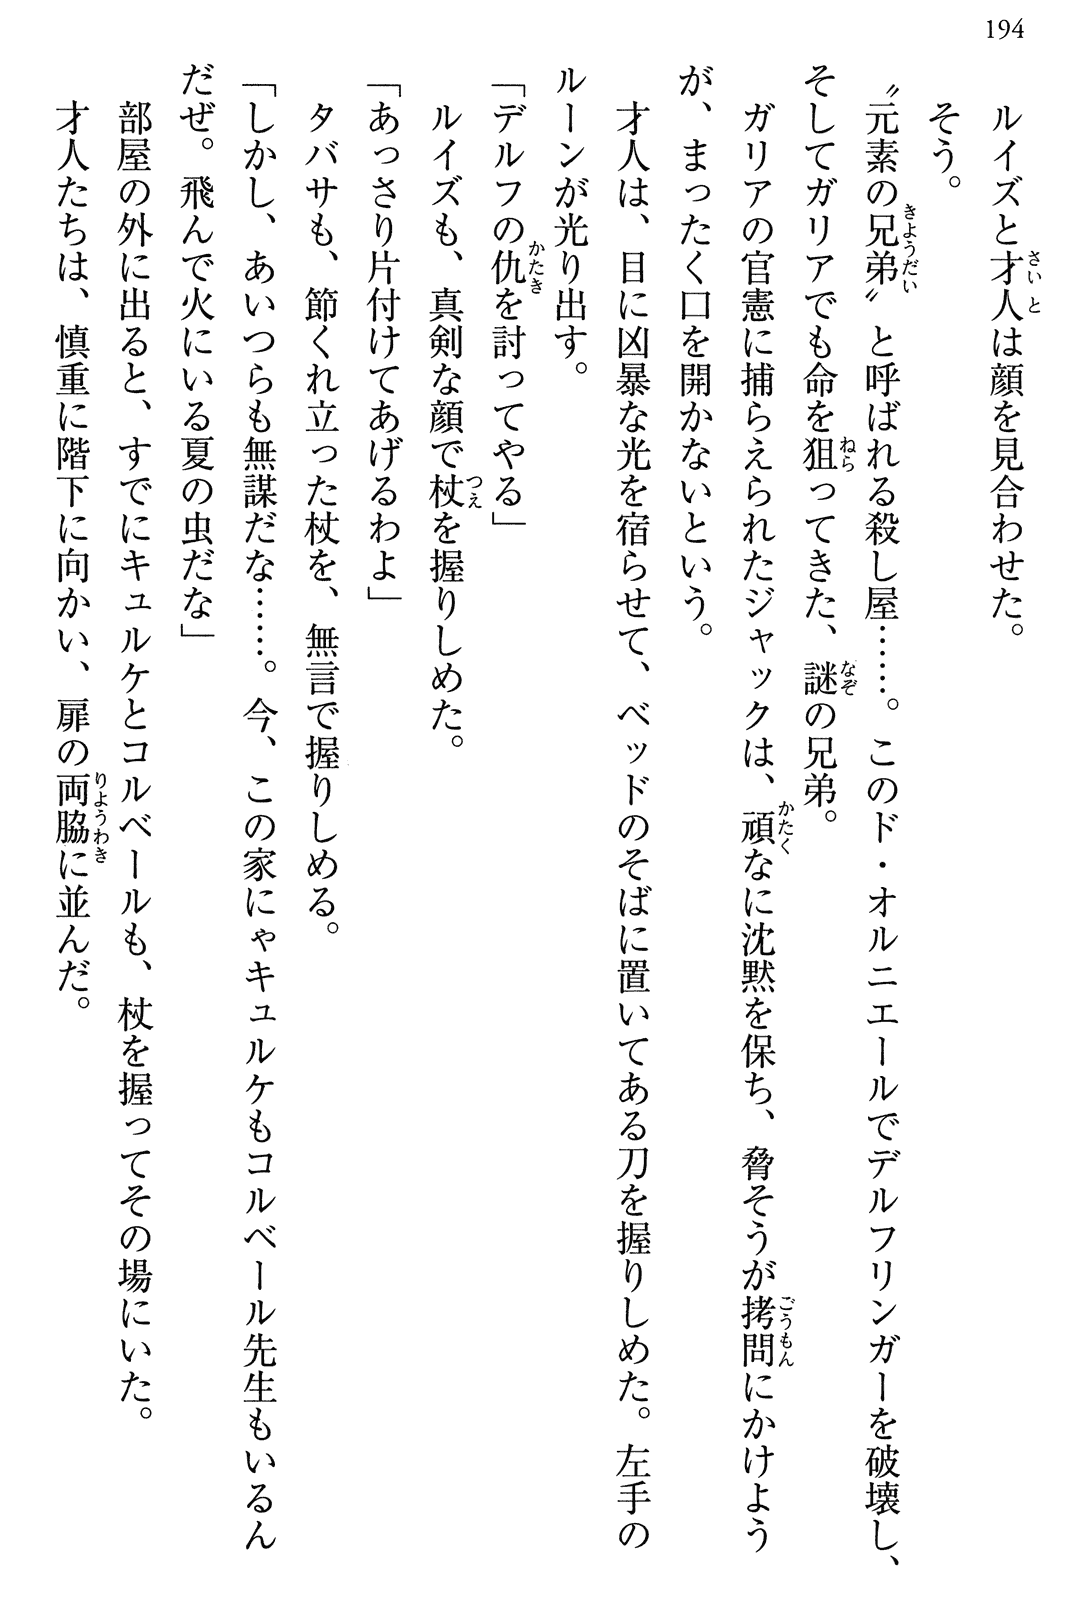 194
ルイズと才人は顔を見合わせた。
そう。
〝元素の兄弟〟と呼ばれる殺し屋……。このド・オルニエールでデルフリンガーを破壊し、
そしてガリアでも命を狙ってきた、謎の兄弟。
ガリアの官憲に捕らえられたジャックは、頑なに沈黙を保ち、脅そうが拷問にかけよう
が、まったく口を開かないという。
才人は、目に凶暴な光を宿らせて、ベッドのそばに置いてある刀を握りしめた。左手の
ルーンが光り出す。
「デルフの仇を討ってやる」
ルイズも、真剣な顔で杖を握りしめた。
「あっさり片付けてあげるわよ」
タバサも、節くれ立った杖を、無言で握りしめる。
「しかし、あいつらも無謀だな……。今、この家にゃキュルケもコルベール先生もいるん
だぜ。飛んで火にいる夏の虫だな」
部屋の外に出ると、すでにキュルケとコルベールも、杖を握ってその場にいた。
才人たちは、慎重に階下に向かい、扉の両脇に並んだ。